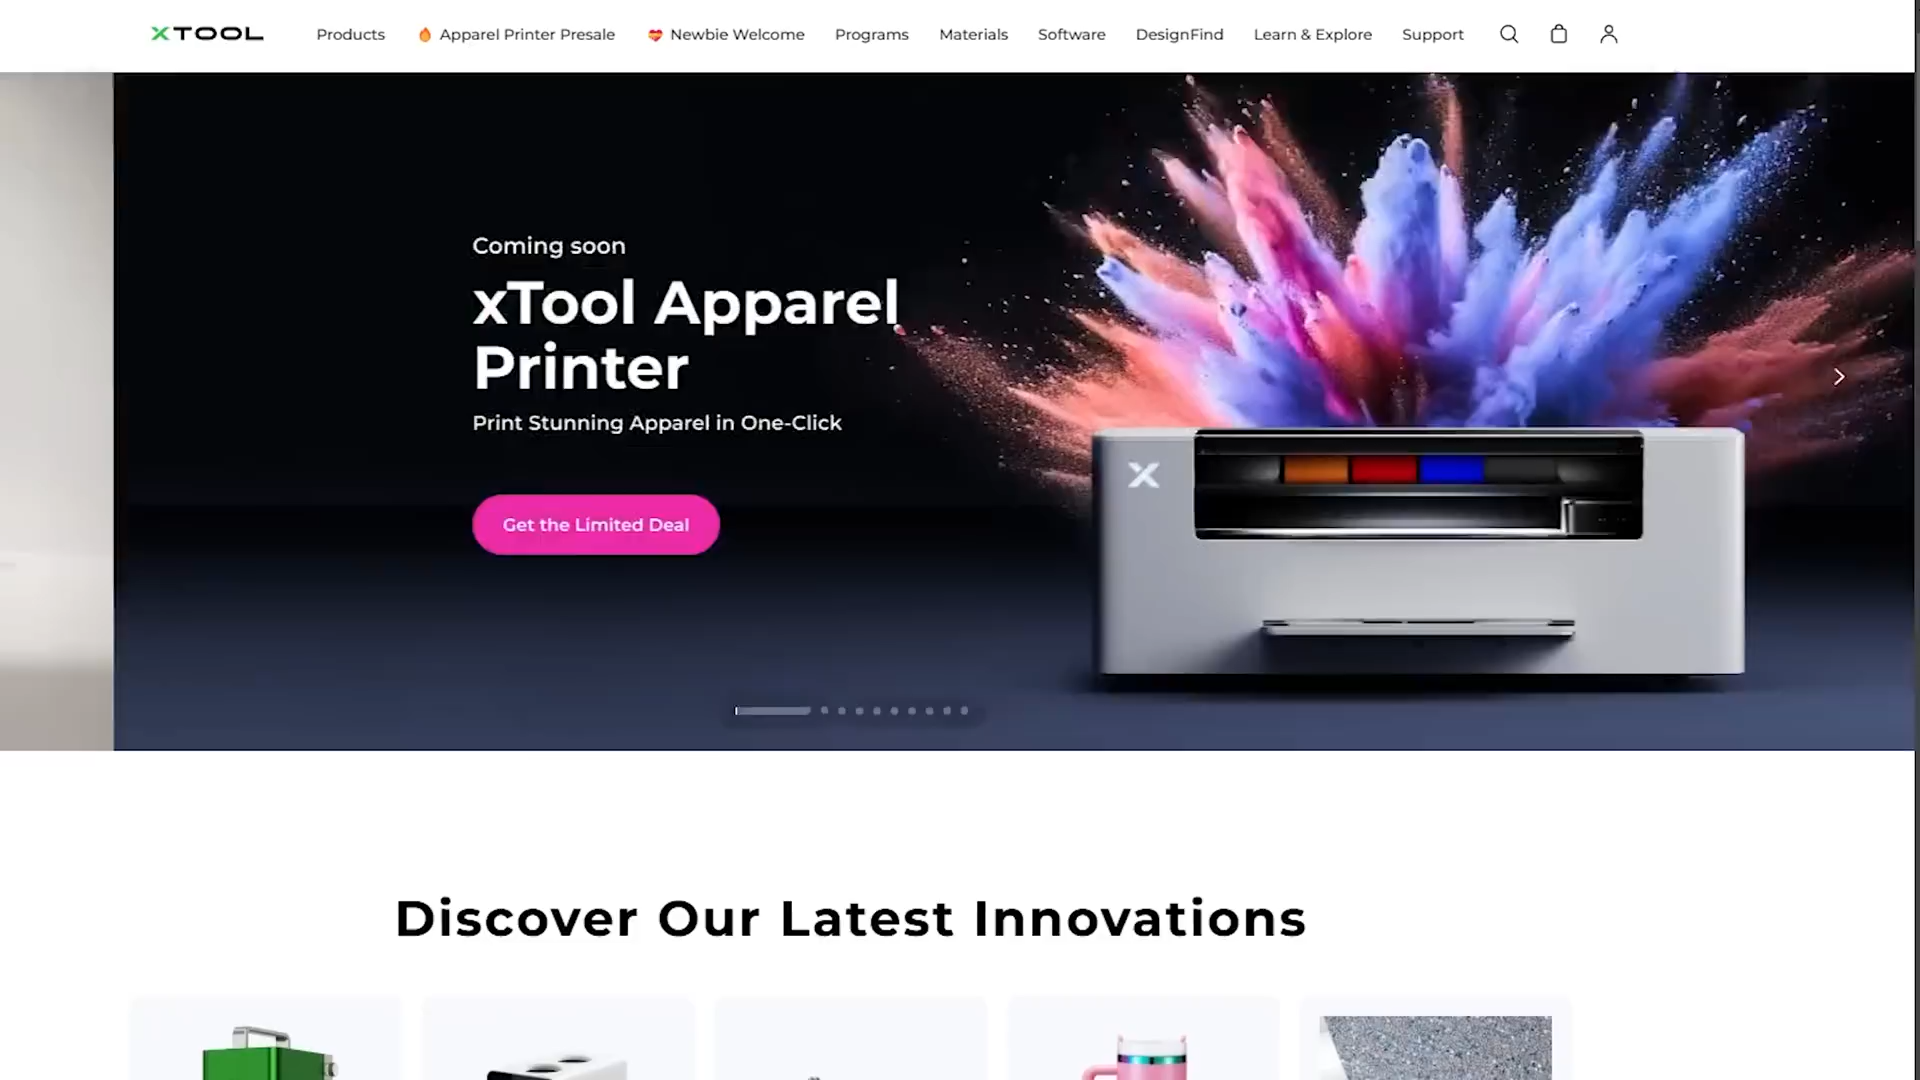 XTOOL
Products
Apparel Printer Presale
Newbie Welcome
Programs
Materials
Software
DesignFind
Learn & Explore
Support
Coming soon
xTool Apparel
Printer
Print Stunning Apparel in One-Click
Get the Limited Deal
X
Discover Our Latest Innovations